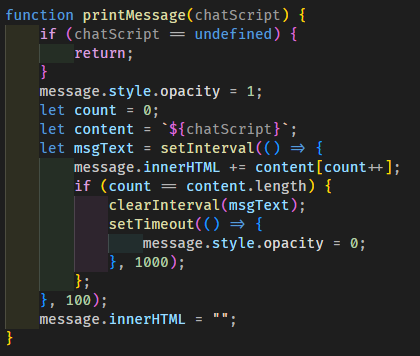 function printMessage(chatScript) {
    if (chatScript == undefined) {
        return;
    }
    message.style.opacity = 1;
    let count = 0;
    let content = `${chatScript}`;
    let msgText = setInterval(() => {
        message.innerHTML += content[count++];
        if (count == content.length) {
            clearInterval(msgText);
            setTimeout(() => {
                message.style.opacity = 0;
            }, 1000);
        };
    }, 100);
    message.innerHTML = "";
}